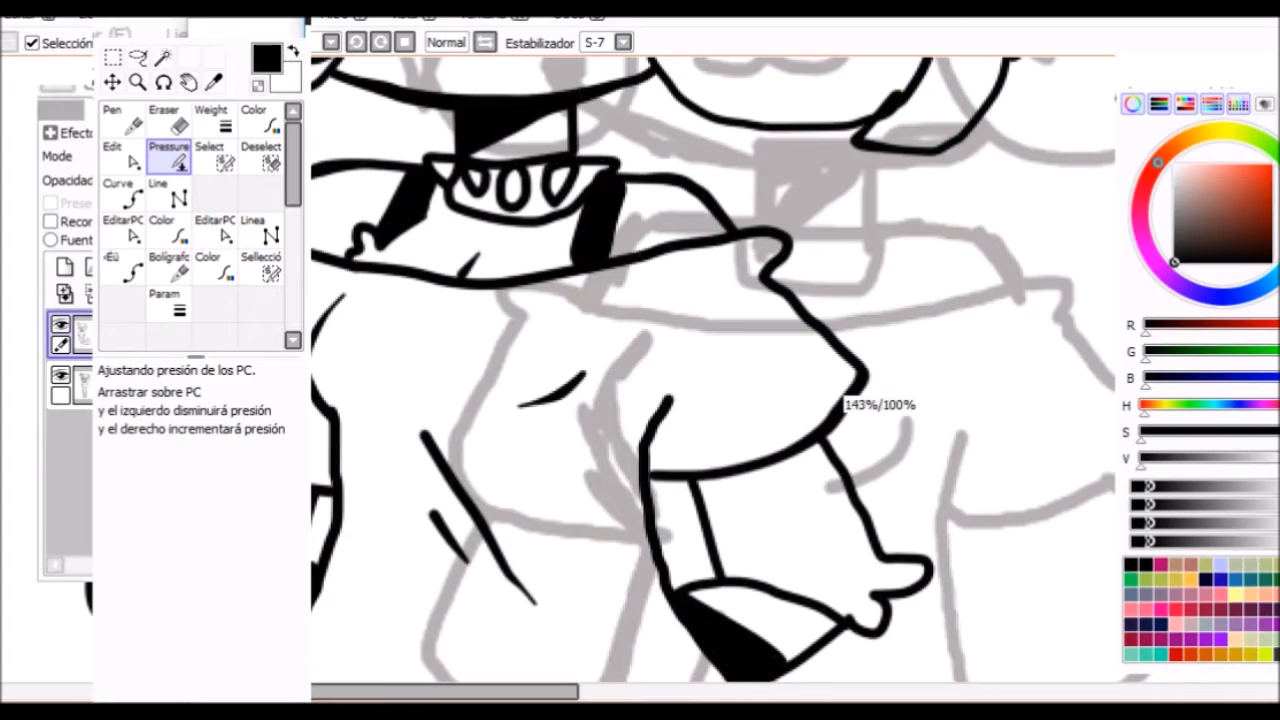 Selección
Normal
Estabilizador
S-7
Efecto
Mode
Opacidad
Recor
Fuent
Pen
Eraser
Weight
Color
Edit
Pressure
Select
Deselect
Curve
Line
EditarPC
Color
EditarPC
Linea
Bolígraf
Color
Selecció
Param
Ajustando presión de los PC.
Arrastrar sobre PC
y el izquierdo disminuirá presión
y el derecho incrementará presión
143%/100%
R
G
B
H
S
V